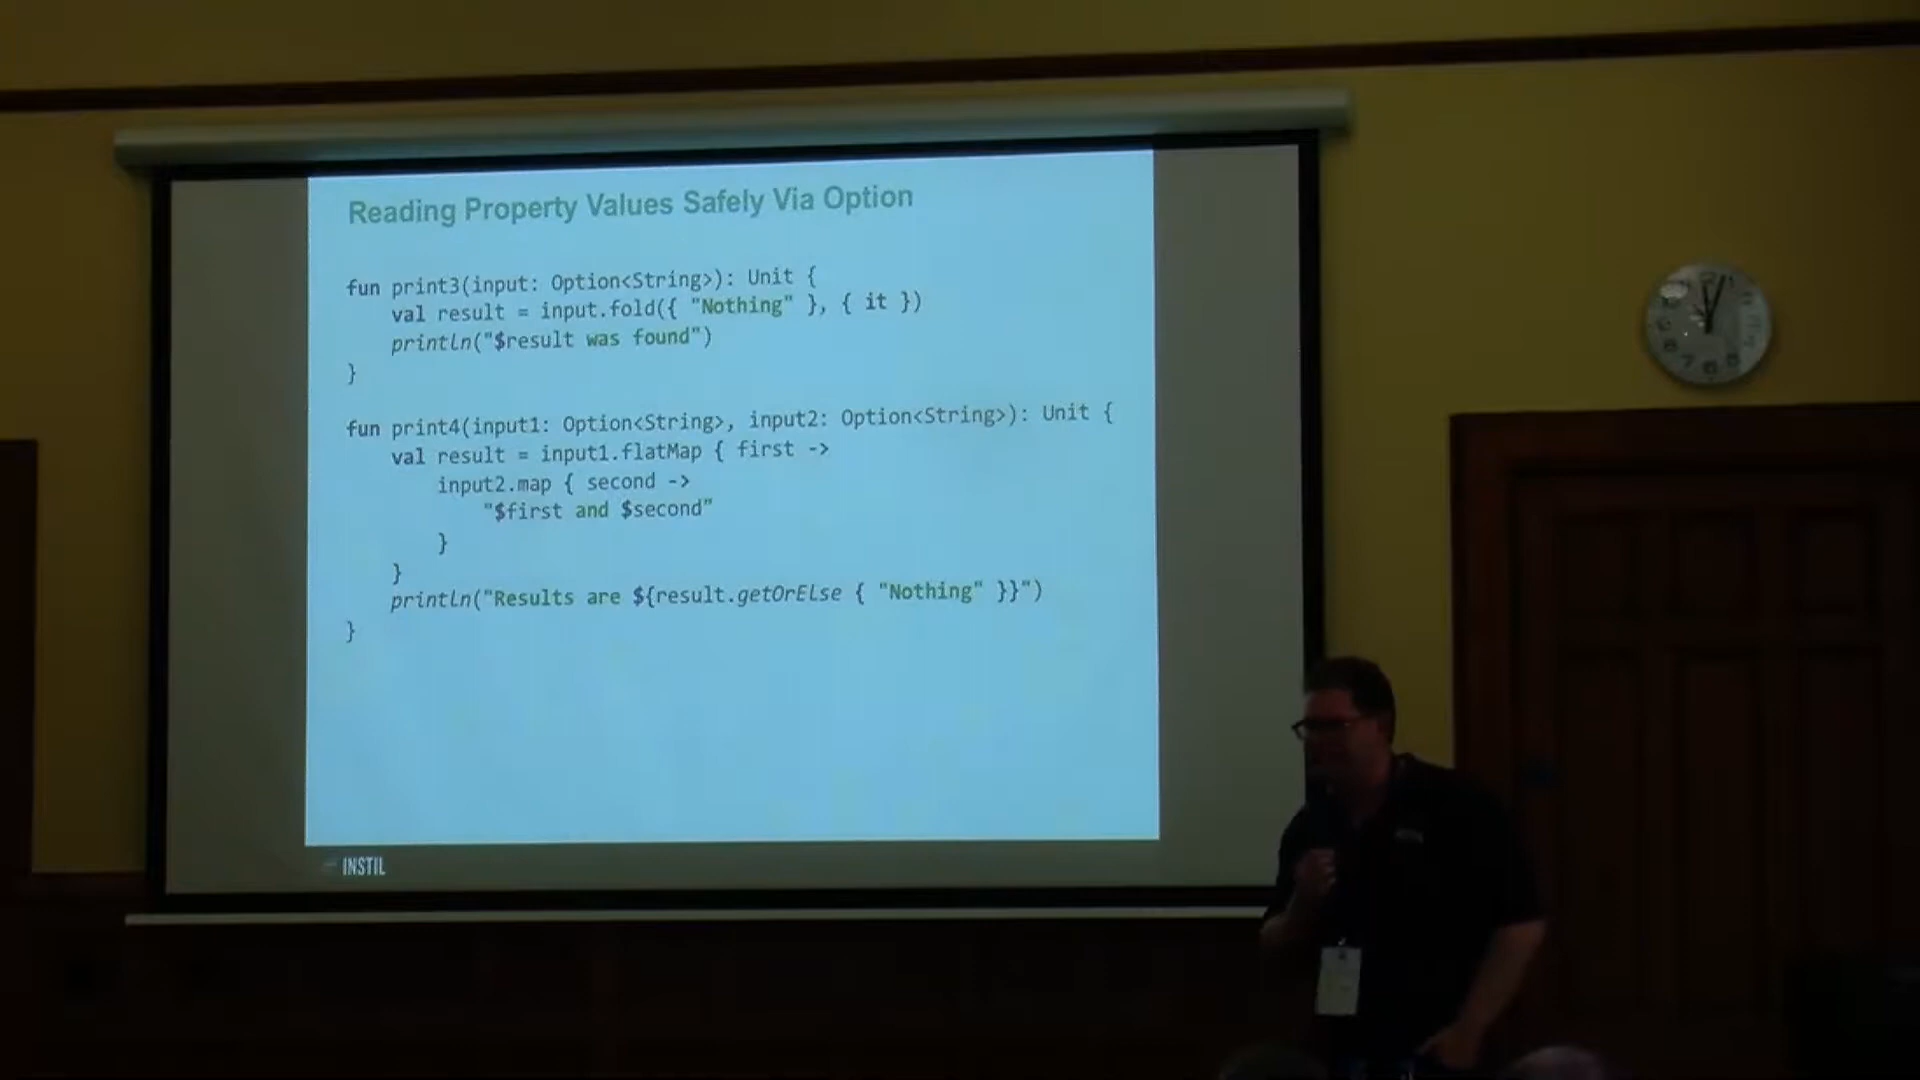 Reading Property Values Safely Via Option
fun print3(input: Option<String>): Unit {
val result = input.fold({ "Nothing" }, { it })
println("$result was found")
}
fun print4(input1: Option<String>, input2: Option<String>): Unit {
val result = input1.flatMap { first ->
input2.map { second ->
"$first and $second"
}
}
println("Results are ${result.getOrElse { "Nothing" }}")
}
INSTIL